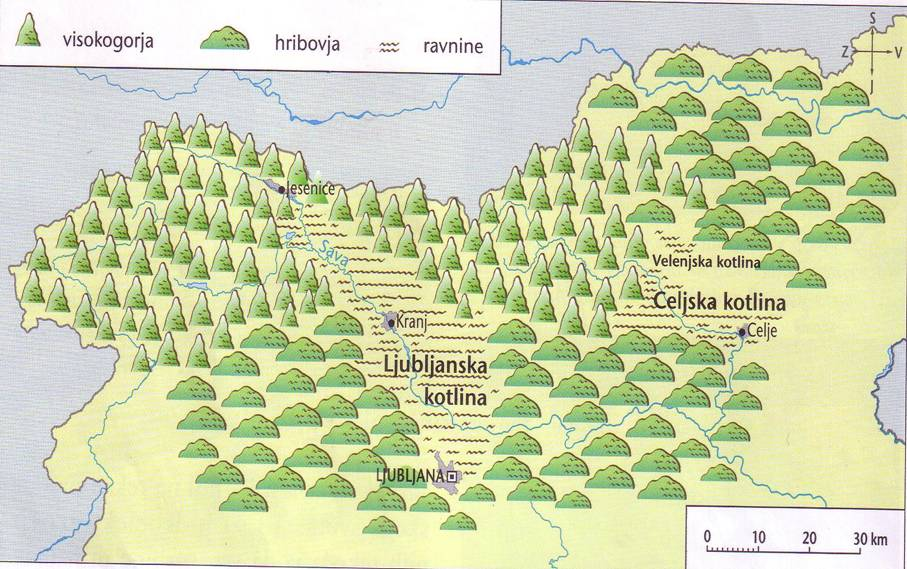 visokogorja
hribovja
ravnine
S
Z
V
J
Jesenice
Sava
Velenjska kotlina
Celjska kotlina
Kranj
Celje
Ljubljanska
kotlina
LJUBLJANA
0 10 20 30 km